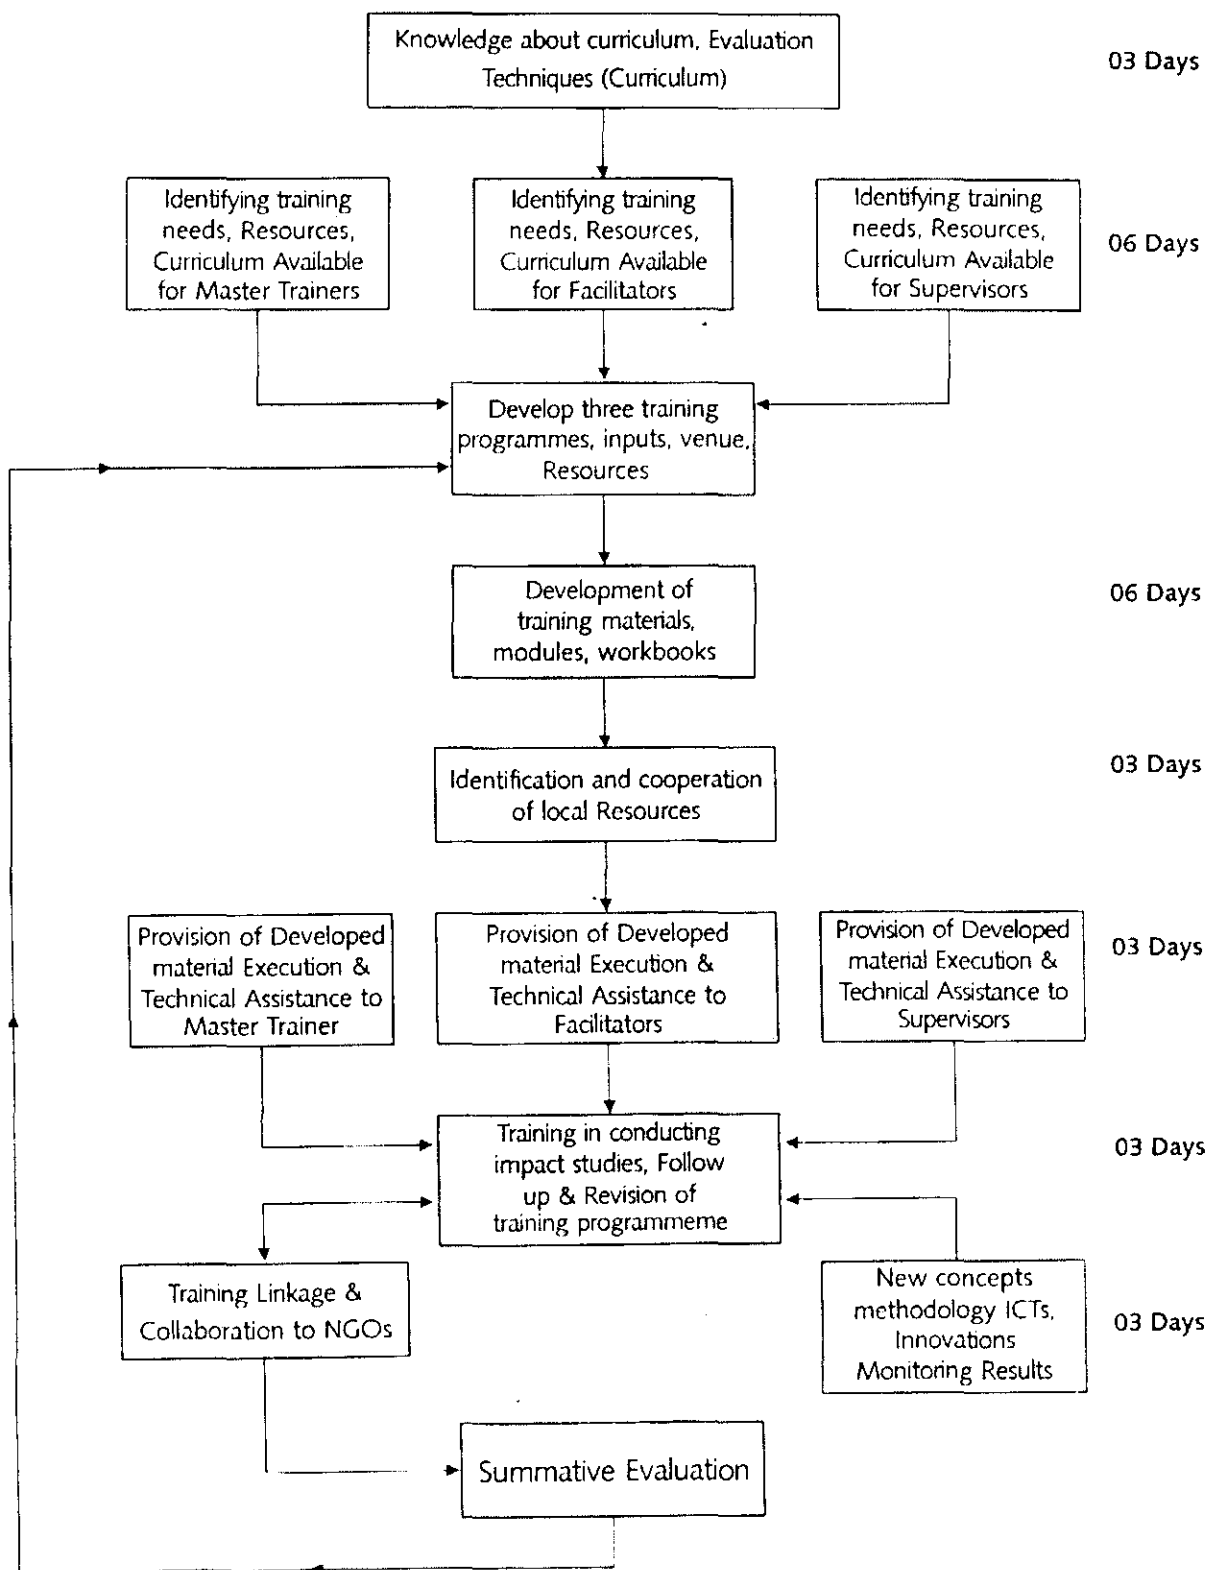 Knowledge about curriculum, Evaluation
Techniques (Curriculum)
03 Days
Identifying training
needs, Resources,
Curriculum Available
for Master Trainers
Identifying training
needs, Resources,
Curriculum Available
for Facilitators
Identifying training
needs, Resources,
Curriculum Available
for Supervisors
06 Days
Develop three training
programmes, inputs, venue,
Resources
Development of
training materials,
modules, workbooks
06 Days
Identification and cooperation
of local Resources
03 Days
Provision of Developed
material Execution &
Technical Assistance to
Master Trainer
Provision of Developed
material Execution &
Technical Assistance to
Facilitators
Provision of Developed
material Execution &
Technical Assistance to
Supervisors
03 Days
Training in conducting
impact studies, Follow
up & Revision of
training programmeme
03 Days
Training Linkage &
Collaboration to NGOs
New concepts
methodology ICTs,
Innovations
Monitoring Results
03 Days
Summative Evaluation